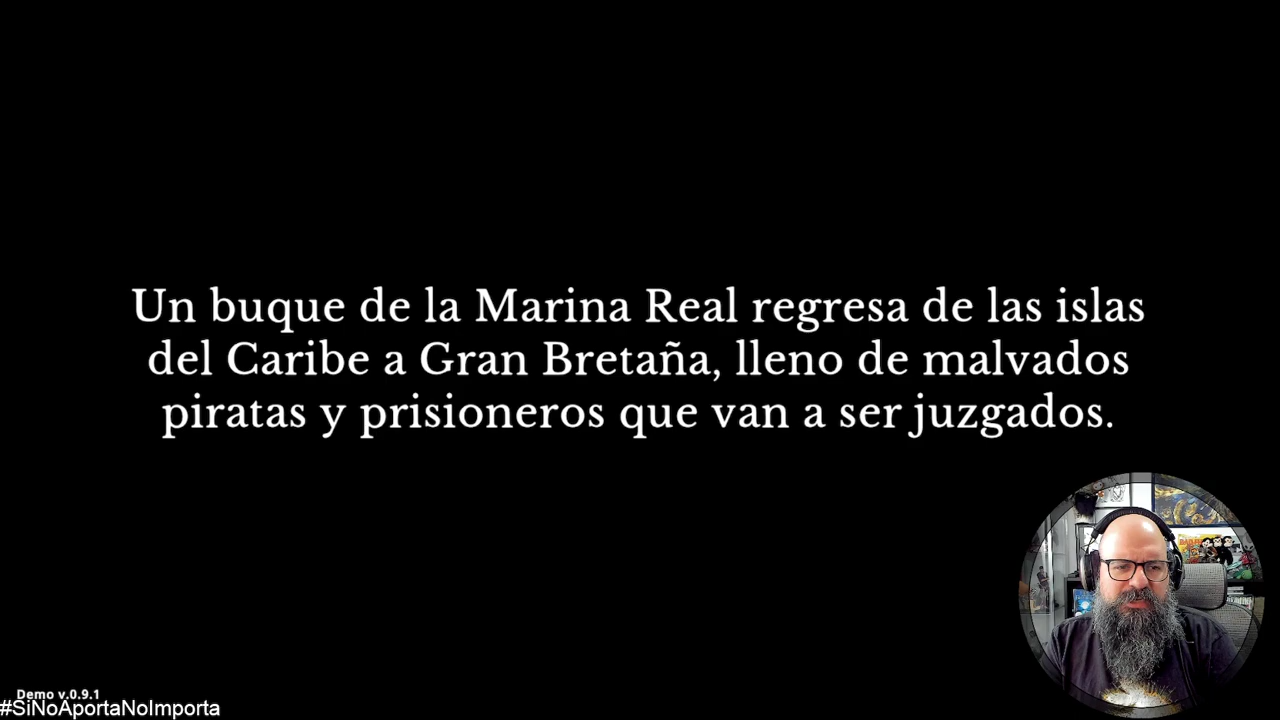 Un buque de la Marina Real regresa de las islas
del Caribe a Gran Bretaña, lleno de malvados
piratas y prisioneros que van a ser juzgados.
Demo v.0.9.1
#SiNoAportaNoImporta